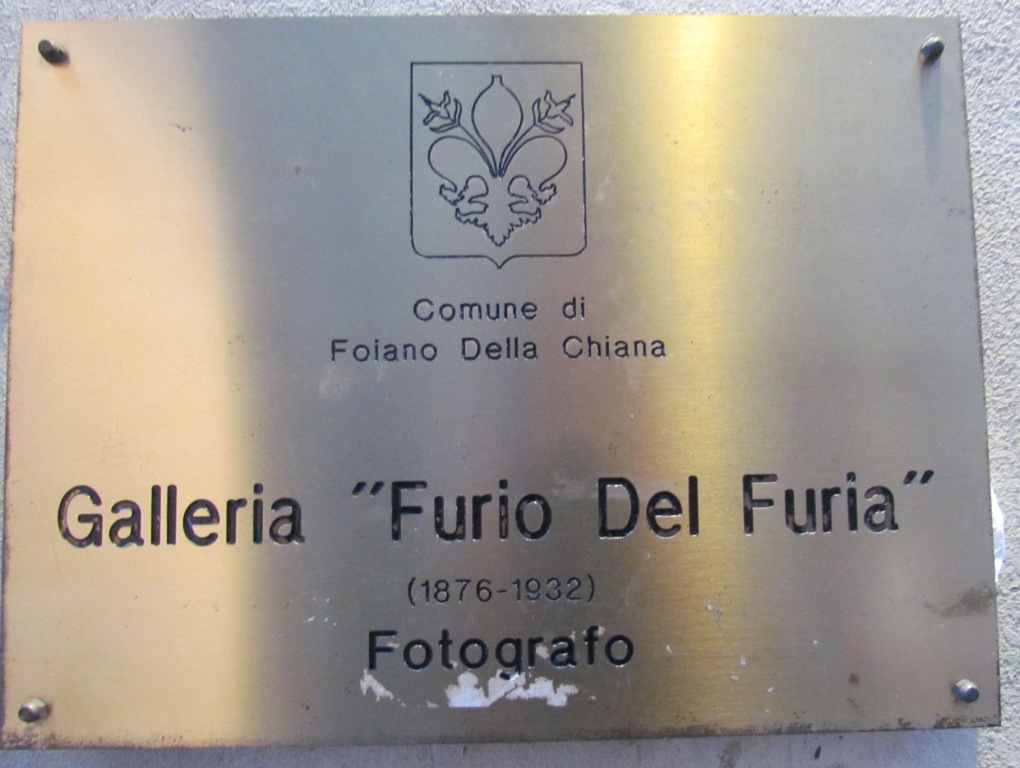 Comune di
Foiano Della Chiana
Galleria "Furio Del Furia"
(1876-1932)
Fotografo